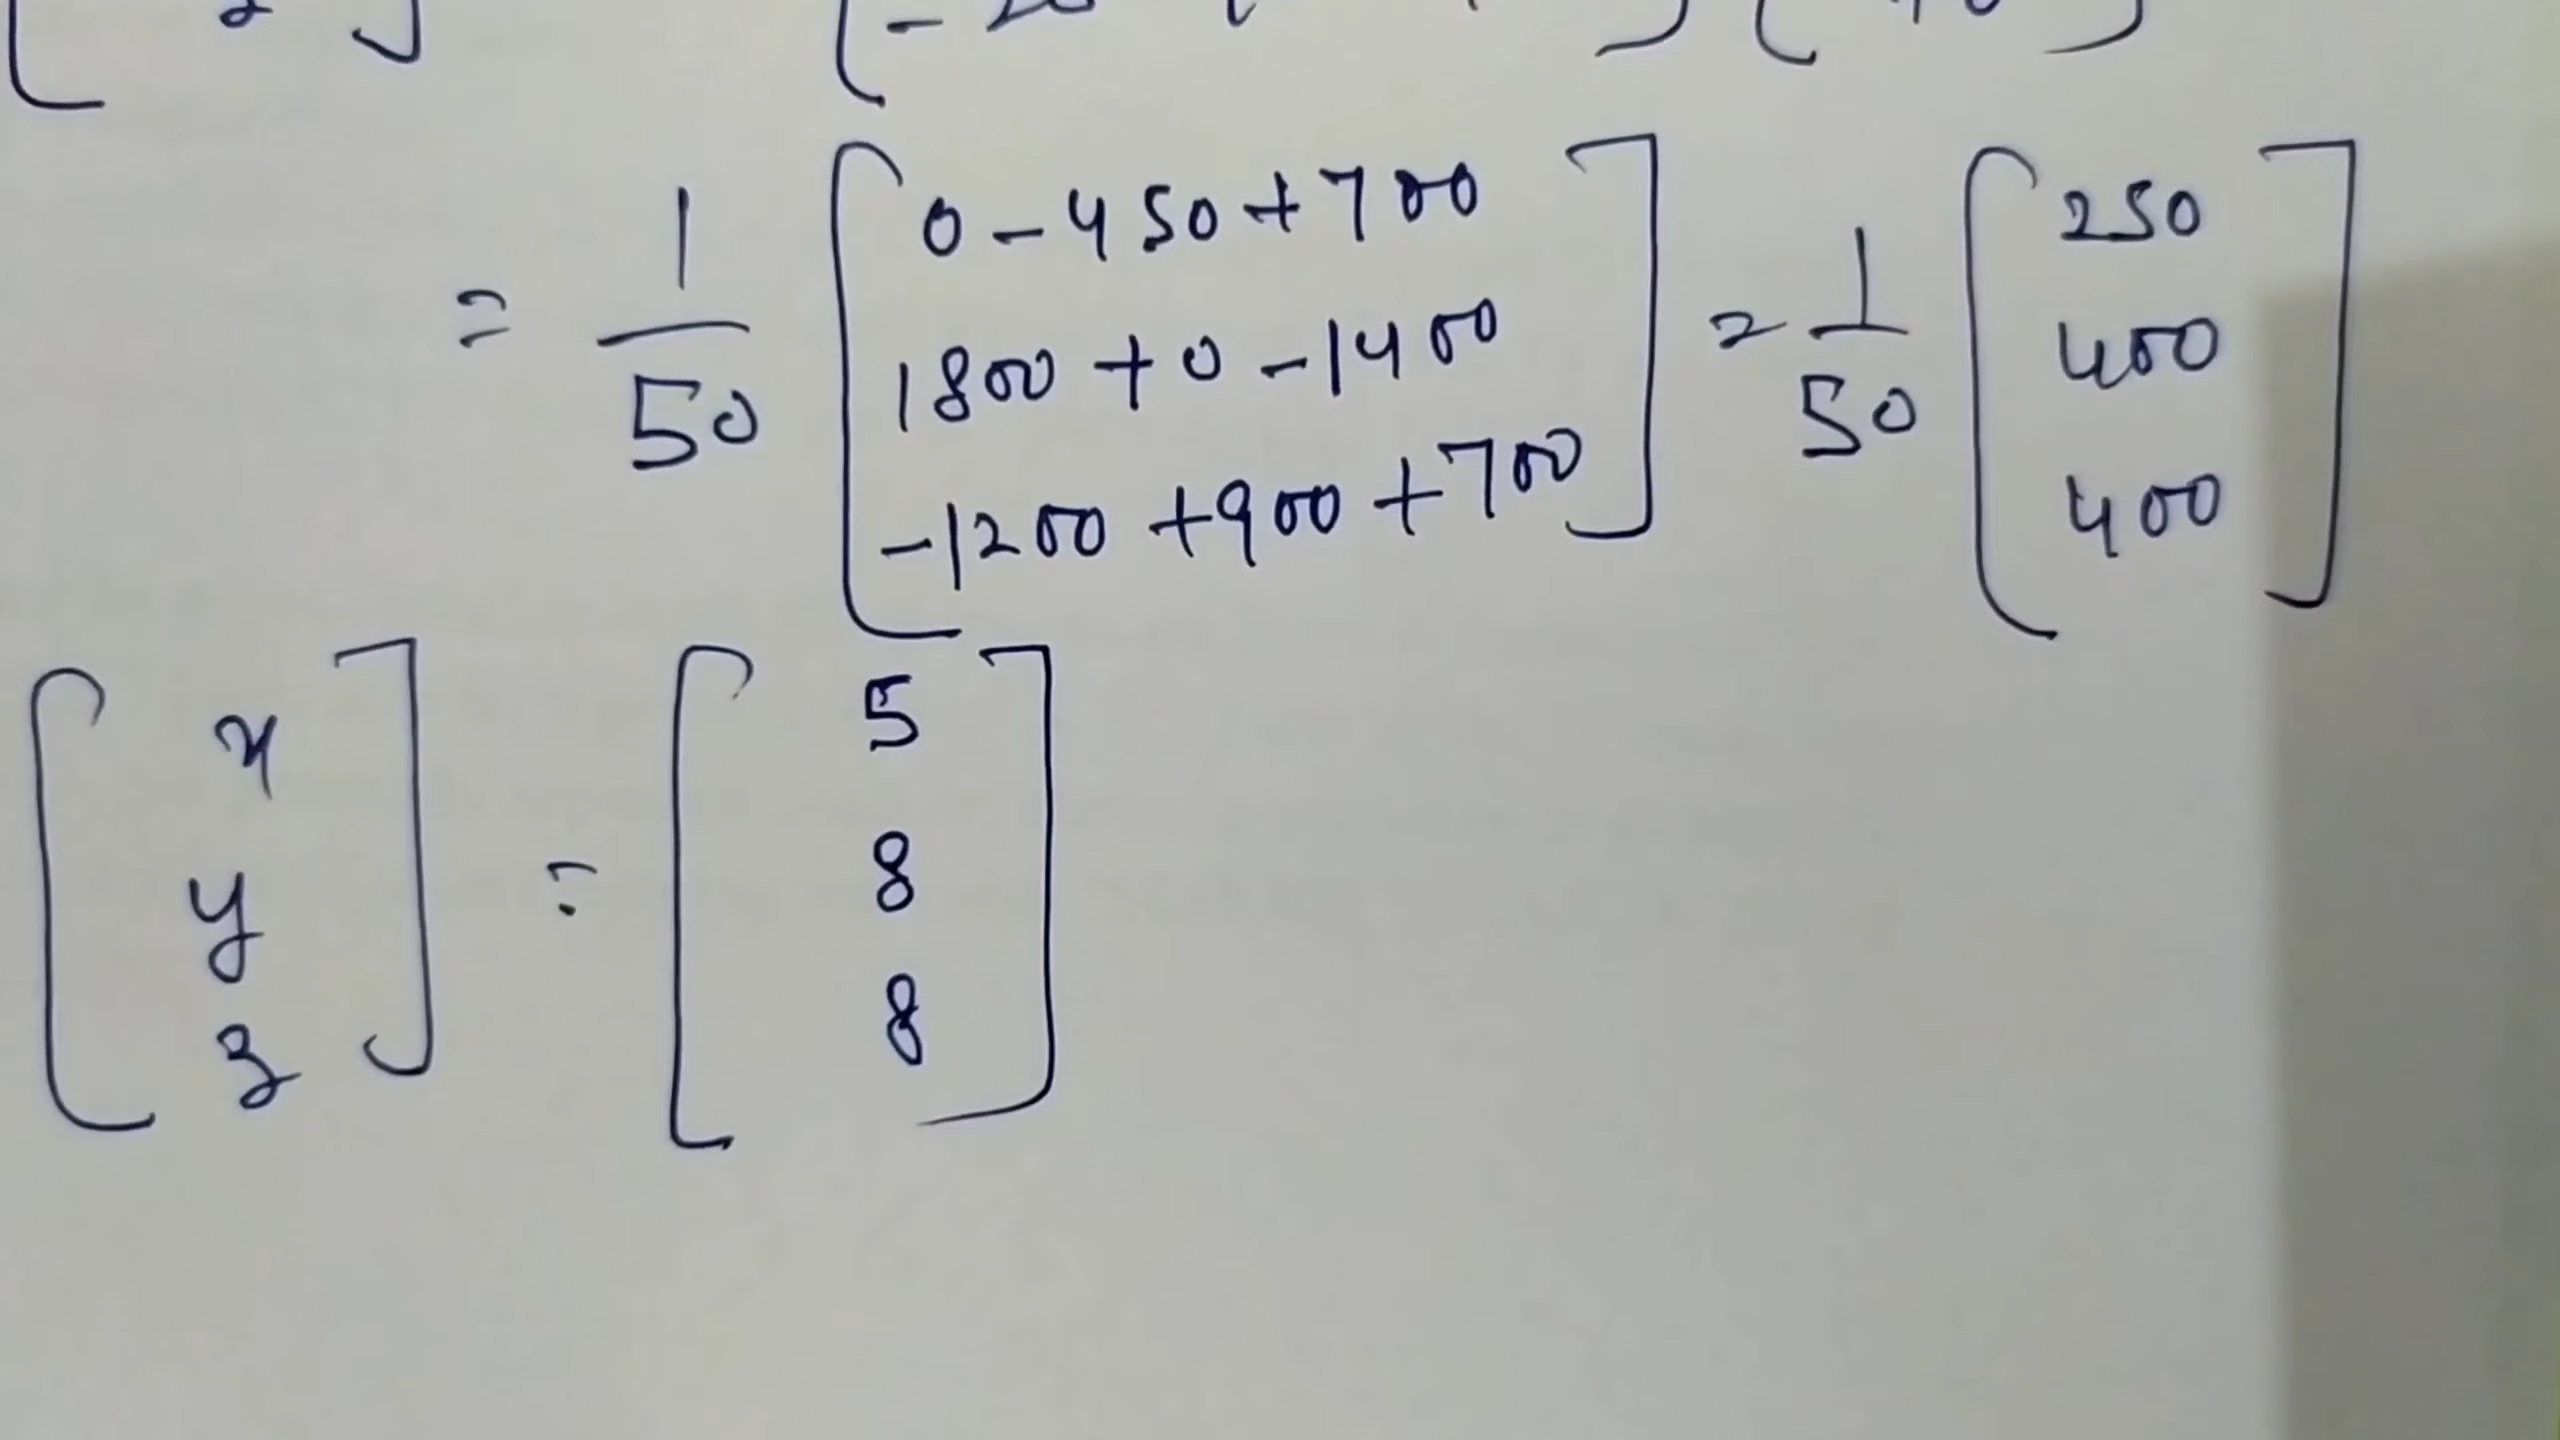 = 1/50 [ 0 - 450 + 700 ] = 1/50 [ 250 ]
[ 1800 + 0 - 1400 ] [ 400 ]
[ -1200 + 900 + 700 ] [ 400 ]
[ x ] = [ 5 ]
[ y ] [ 8 ]
[ z ] [ 8 ]